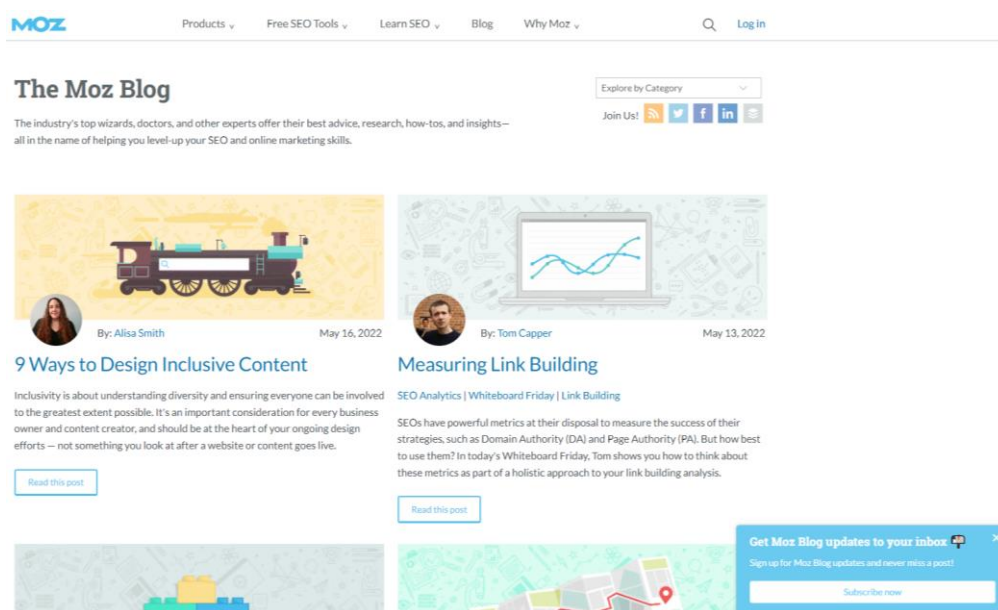 MOZ
Products
Free SEO Tools
Learn SEO
Blog
Why Moz
Log in
The Moz Blog
Explore by Category
The industry's top wizards, doctors, and other experts offer their best advice, research, how-tos, and insights—
all in the name of helping you level-up your SEO and online marketing skills.
Join Us!
By: Alisa Smith
May 16, 2022
9 Ways to Design Inclusive Content
Inclusivity is about understanding diversity and ensuring everyone can be involved
to the greatest extent possible. It's an important consideration for every business
owner and content creator, and should be at the heart of your ongoing design
efforts — not something you look at after a website or content goes live.
Read this post
By: Tom Capper
May 13, 2022
Measuring Link Building
SEO Analytics | Whiteboard Friday | Link Building
SEOs have powerful metrics at their disposal to measure the success of their
strategies, such as Domain Authority (DA) and Page Authority (PA). But how best
to use them? In today's Whiteboard Friday, Tom shows you how to think about
these metrics as part of a holistic approach to your link building analysis.
Read this post
Get Moz Blog updates to your inbox
Sign up for Moz Blog updates and never miss a post!
Subscribe now